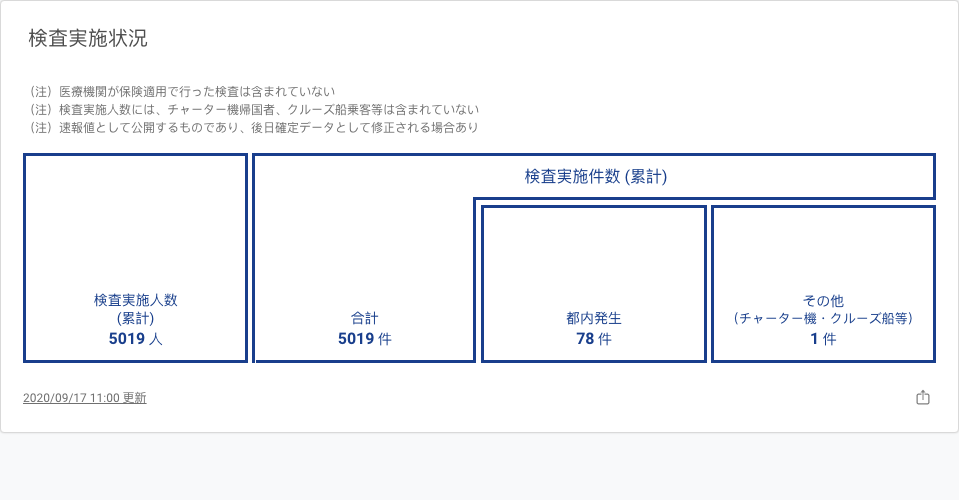 検査実施状況
（注）医療機関が保険適用で行った検査は含まれていない
（注）検査実施人数には、チャーター機帰国者、クルーズ船乗客等は含まれていない
（注）速報値として公開するものであり、後日確定データとして修正される場合あり
検査実施人数
(累計)
5019 人
検査実施件数 (累計)
合計
5019 件
都内発生
78 件
その他
（チャーター機・クルーズ船等）
1 件
2020/09/17 11:00 更新